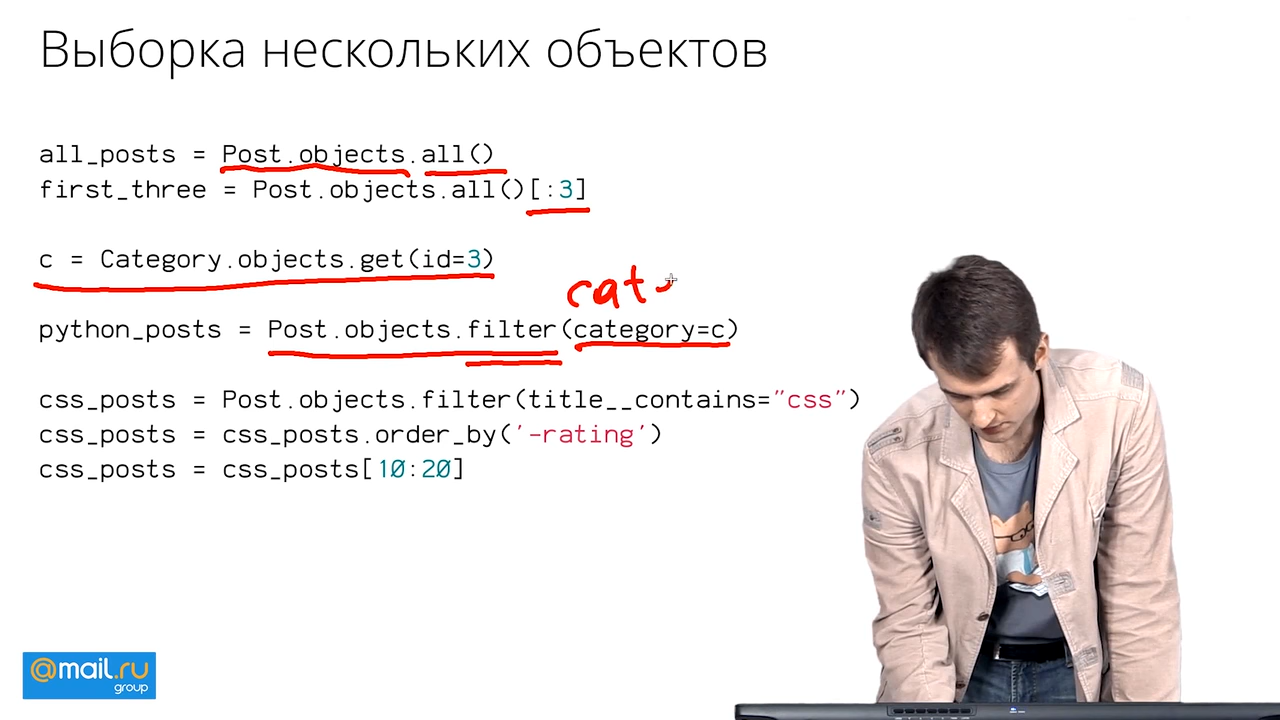 Выборка нескольких объектов
all_posts = Post.objects.all()
first_three = Post.objects.all()[:3]
c = Category.objects.get(id=3)
cat
python_posts = Post.objects.filter(category=c)
css_posts = Post.objects.filter(title__contains="css")
css_posts = css_posts.order_by('-rating')
css_posts = css_posts[10:20]
@mail.ru
group